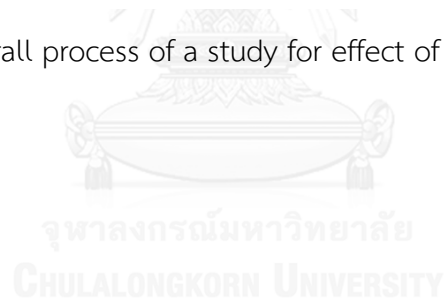 rall process of a study for effect of
จุฬาลงกรณ์มหาวิทยาลัย
CHULALONGKORN UNIVERSITY